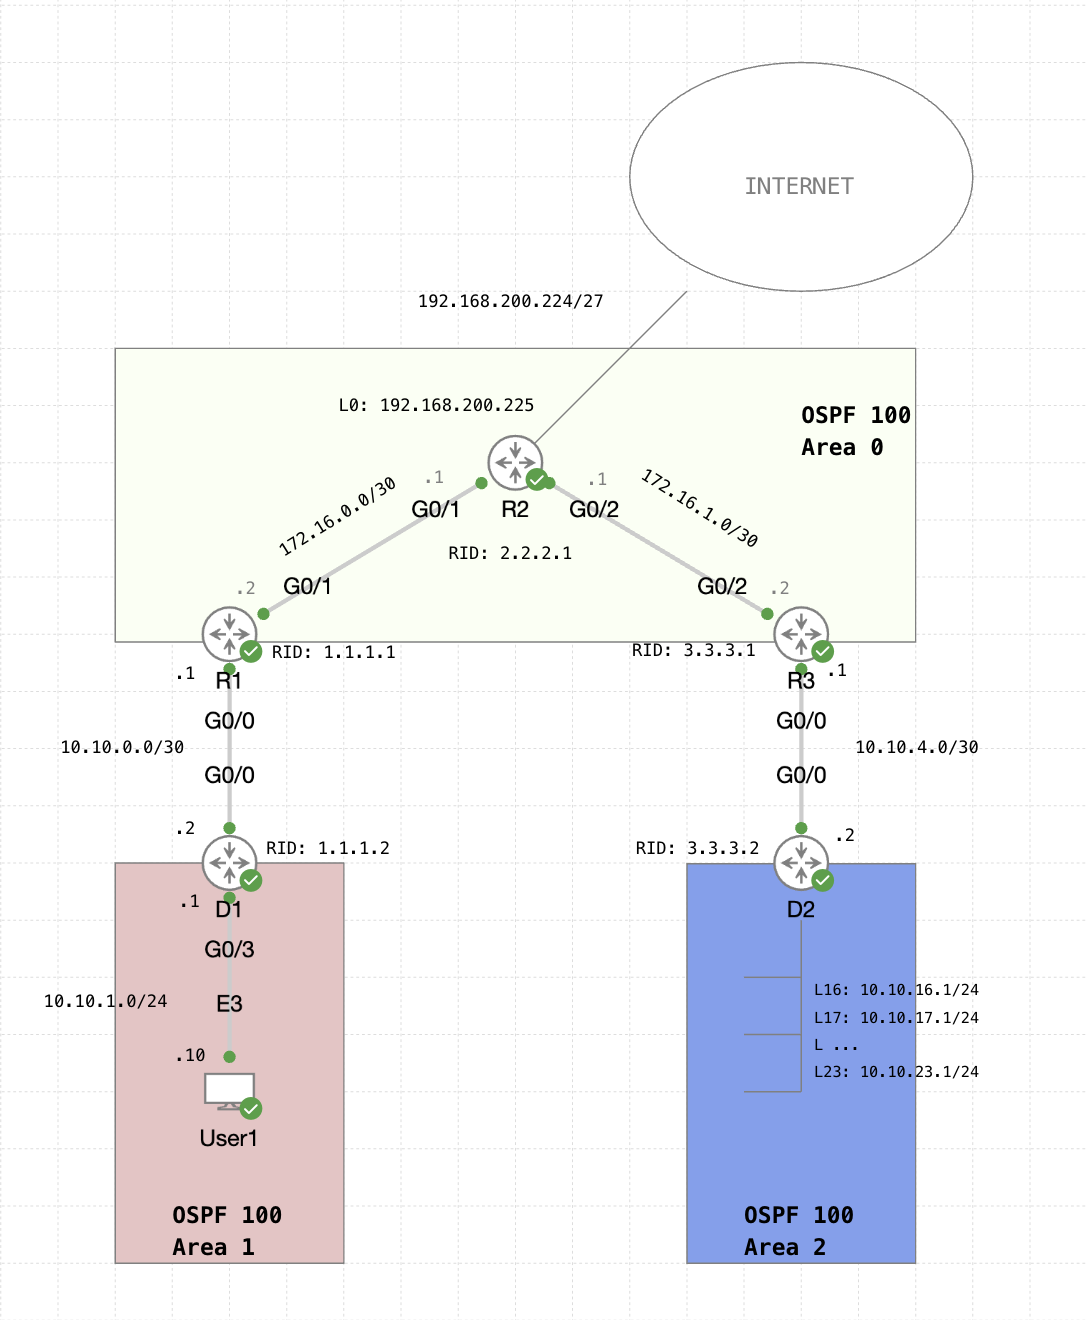 INTERNET
192.168.200.224/27
L0: 192.168.200.225
OSPF 100
Area 0
.1
.1
172.16.0.0/30
172.16.1.0/30
G0/1
R2
G0/2
RID: 2.2.2.1
.2
G0/1
G0/2
.2
RID: 1.1.1.1
RID: 3.3.3.1
.1
R1
R3
.1
G0/0
G0/0
10.10.0.0/30
10.10.4.0/30
G0/0
G0/0
.2
.2
RID: 1.1.1.2
RID: 3.3.3.2
.1
D1
D2
G0/3
10.10.1.0/24
E3
L16: 10.10.16.1/24
L17: 10.10.17.1/24
L ...
L23: 10.10.23.1/24
.10
User1
OSPF 100
Area 1
OSPF 100
Area 2